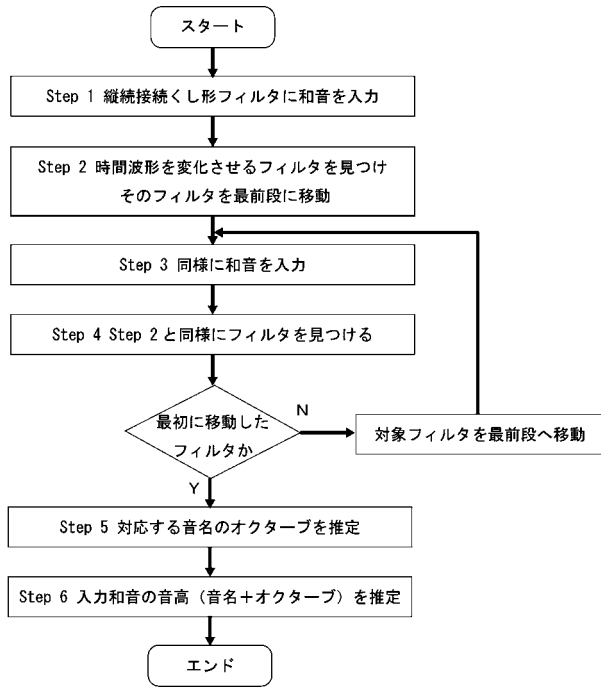 スタート
Step 1 縦続接続くし形フィルタに和音を入力
Step 2 時間波形を変化させるフィルタを見つけ
そのフィルタを最前段に移動
Step 3 同様に和音を入力
Step 4 Step 2と同様にフィルタを見つける
最初に移動した
フィルタか
N
対象フィルタを最前段へ移動
Y
Step 5 対応する音名のオクターブを推定
Step 6 入力和音の音高（音名＋オクターブ）を推定
エンド